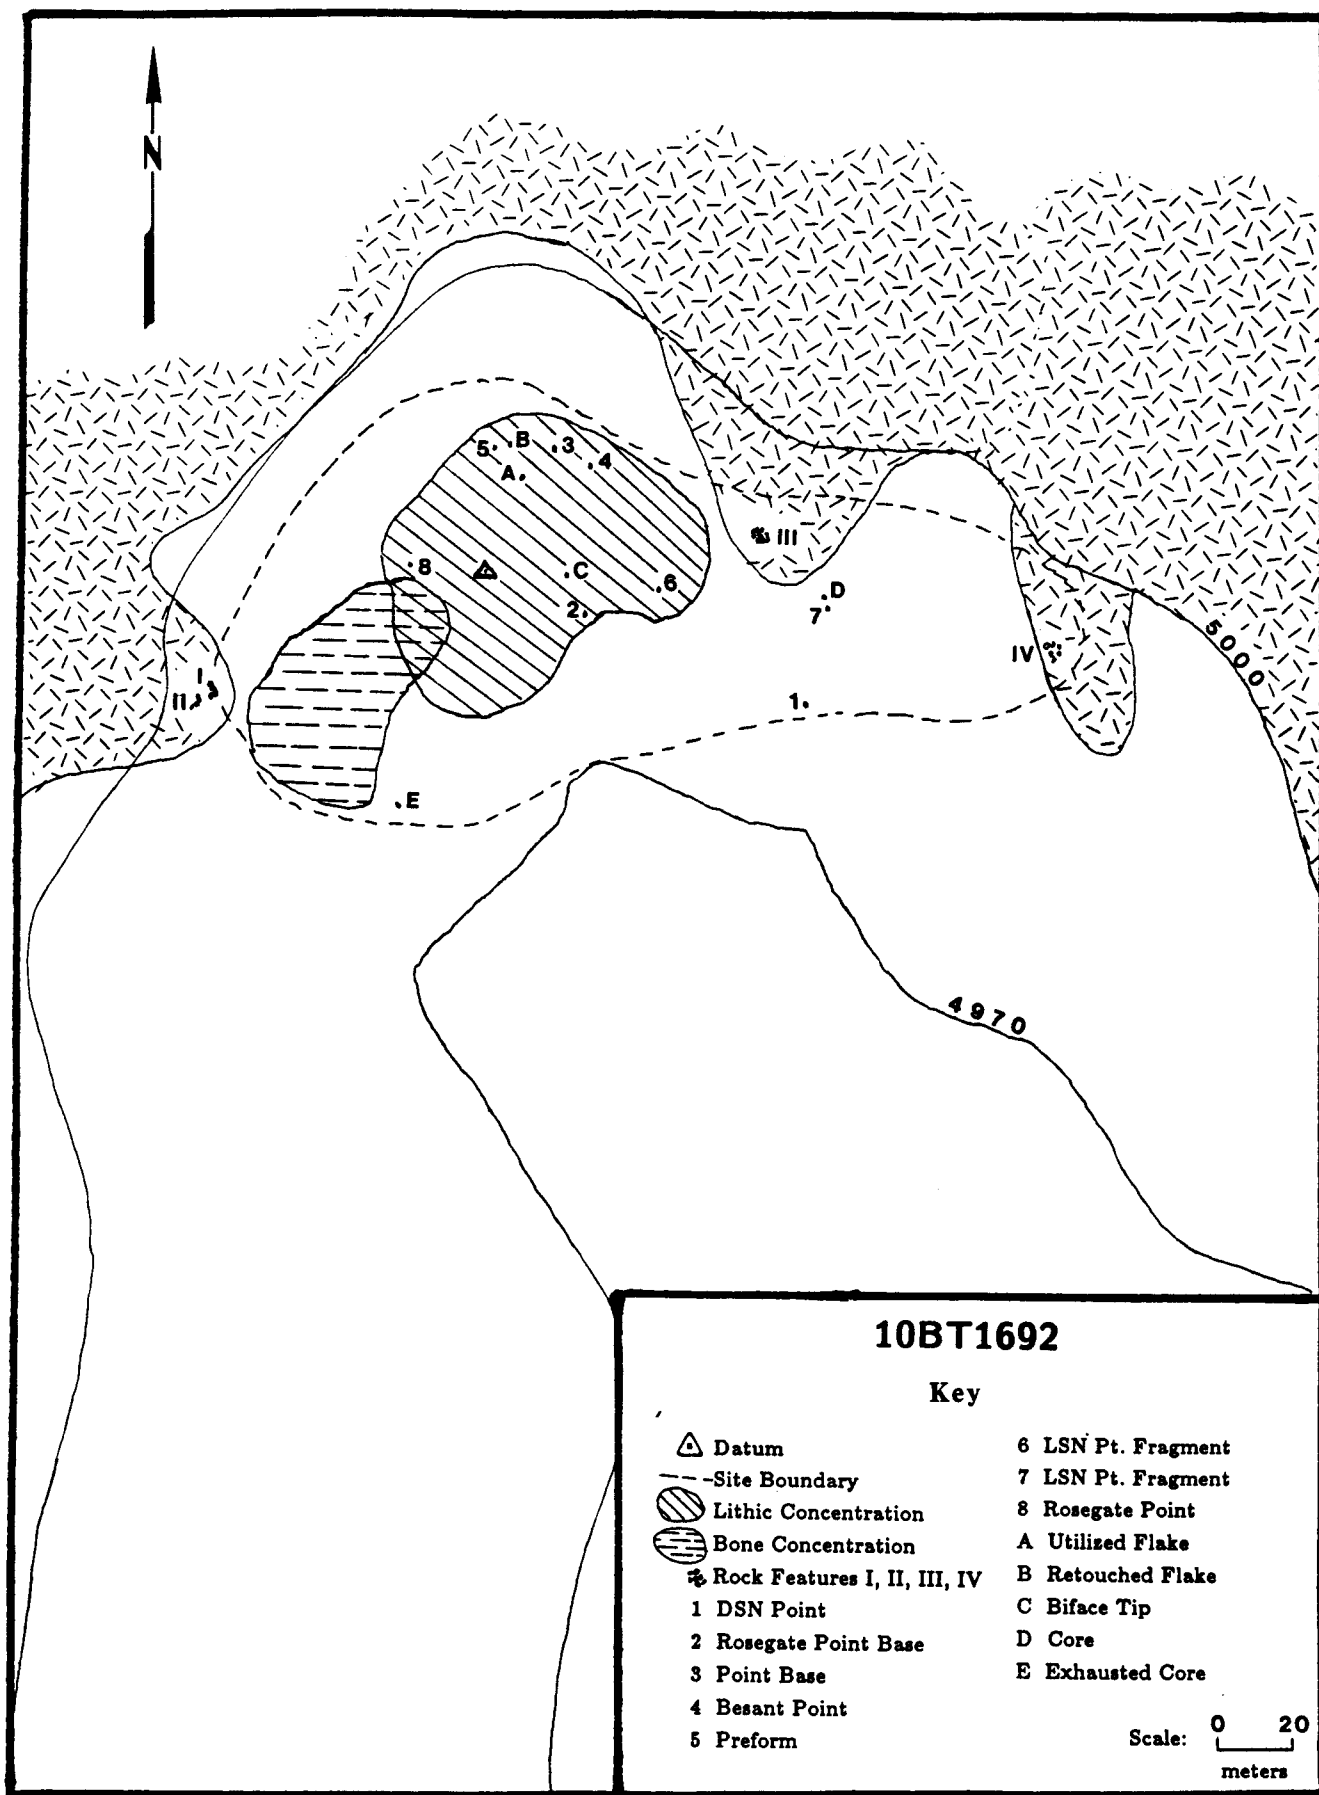 N
5 B 3
4
A
8 C 6
2
III
D
7
IV
5000
I
II
1
E
4970
10BT1692
Key
Datum
Site Boundary
Lithic Concentration
Bone Concentration
Rock Features I, II, III, IV
1 DSN Point
2 Rosegate Point Base
3 Point Base
4 Besant Point
5 Preform
6 LSN Pt. Fragment
7 LSN Pt. Fragment
8 Rosegate Point
A Utilized Flake
B Retouched Flake
C Biface Tip
D Core
E Exhausted Core
Scale: 0 20
meters